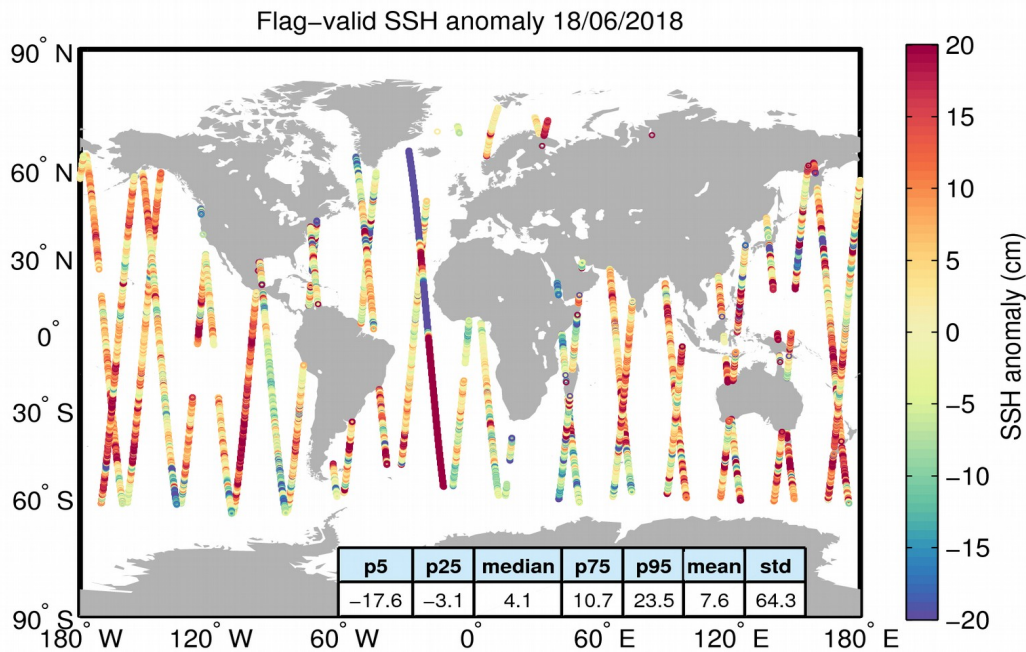 Flag−valid SSH anomaly 18/06/2018
90° N
60° N
30° N
0°
30° S
60° S
90° S
180° W
120° W
60° W
0°
60° E
120° E
180° E
p5 p25 median p75 p95 mean std
−17.6 −3.1 4.1 10.7 23.5 7.6 64.3
20
15
10
5
0
−5
−10
−15
−20
SSH anomaly (cm)